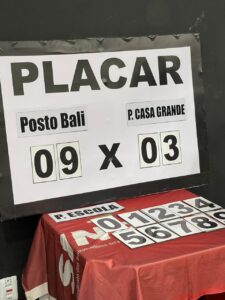 PLACAR
Posto Bali
P. CASA GRANDE
09 X 03
P. ESCOLA
0 1 2 3 4
5 6 7 8